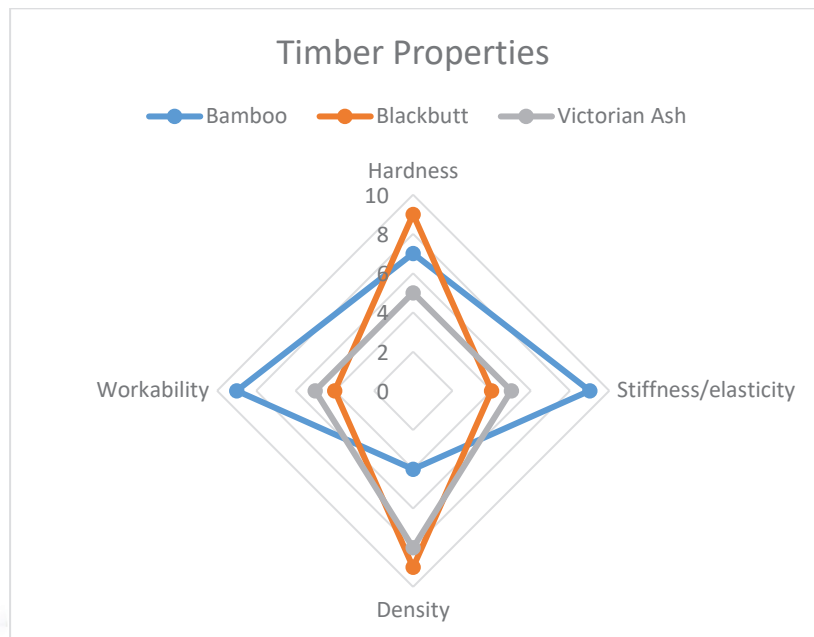 Timber Properties
Bamboo Blackbutt Victorian Ash
Hardness
10
8
6
4
2
0
Workability
Stiffness/elasticity
Density